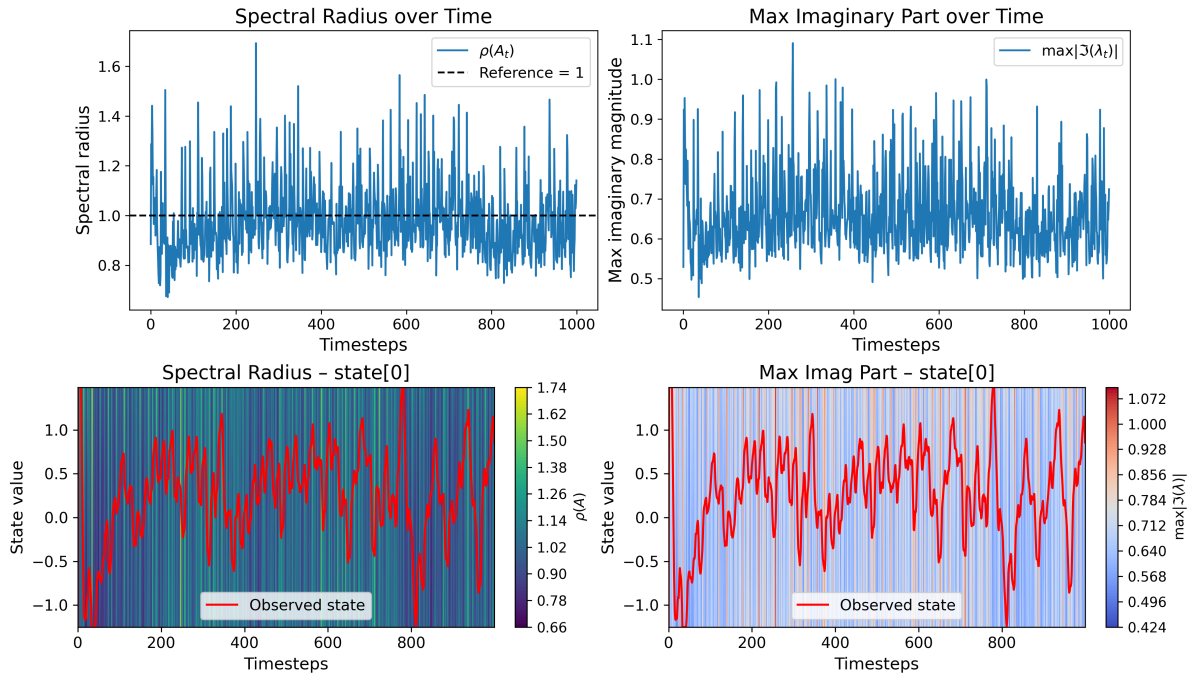 Spectral Radius over Time
Spectral radius
1.6
1.4
1.2
1.0
0.8
ρ(A_t)
Reference = 1
0 200 400 600 800 1000
Timesteps
Max Imaginary Part over Time
Max imaginary magnitude
1.1
1.0
0.9
0.8
0.7
0.6
0.5
max|ℑ(λ_t)|
0 200 400 600 800 1000
Timesteps
Spectral Radius – state[0]
State value
1.0
0.5
0.0
−0.5
−1.0
Observed state
0 100 200 300 400 500 600 700 800 900
Timesteps
1.74
1.62
1.50
1.38
1.26
1.14
1.02
0.90
0.78
0.66
ρ(A)
Max Imag Part – state[0]
State value
1.0
0.5
0.0
−0.5
−1.0
Observed state
0 200 400 600 800
Timesteps
1.072
1.000
0.928
0.856
0.784
0.712
0.640
0.568
0.496
0.424
max|ℑ(λ)|